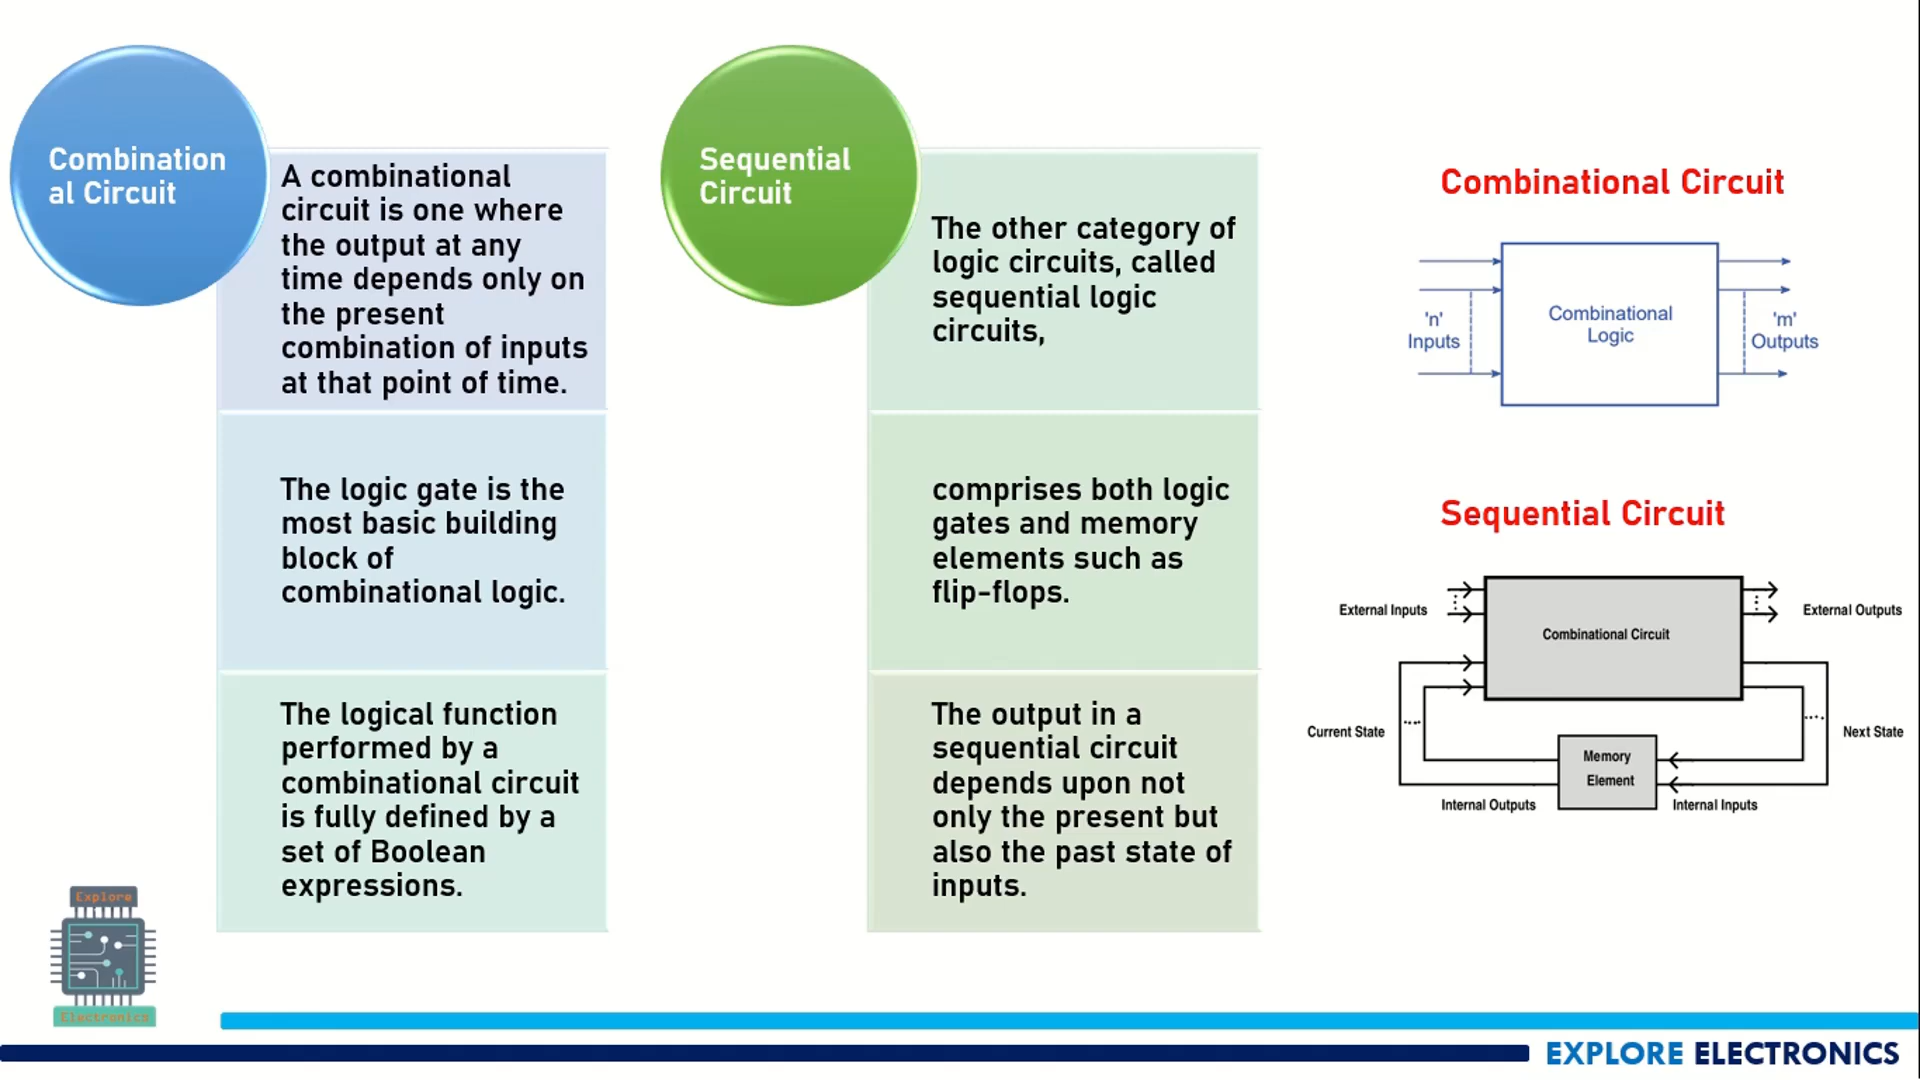 Combination
al Circuit
A combinational
circuit is one where
the output at any
time depends only on
the present
combination of inputs
at that point of time.
The logic gate is the
most basic building
block of
combinational logic.
The logical function
performed by a
combinational circuit
is fully defined by a
set of Boolean
expressions.
Sequential
Circuit
The other category of
logic circuits, called
sequential logic
circuits,
comprises both logic
gates and memory
elements such as
flip-flops.
The output in a
sequential circuit
depends upon not
only the present but
also the past state of
inputs.
Combinational Circuit
'n'
Inputs
Combinational
Logic
'm'
Outputs
Sequential Circuit
External Inputs
Combinational Circuit
External Outputs
Current State
Memory
Element
Next State
Internal Outputs
Internal Inputs
Explore
Electronics
EXPLORE ELECTRONICS